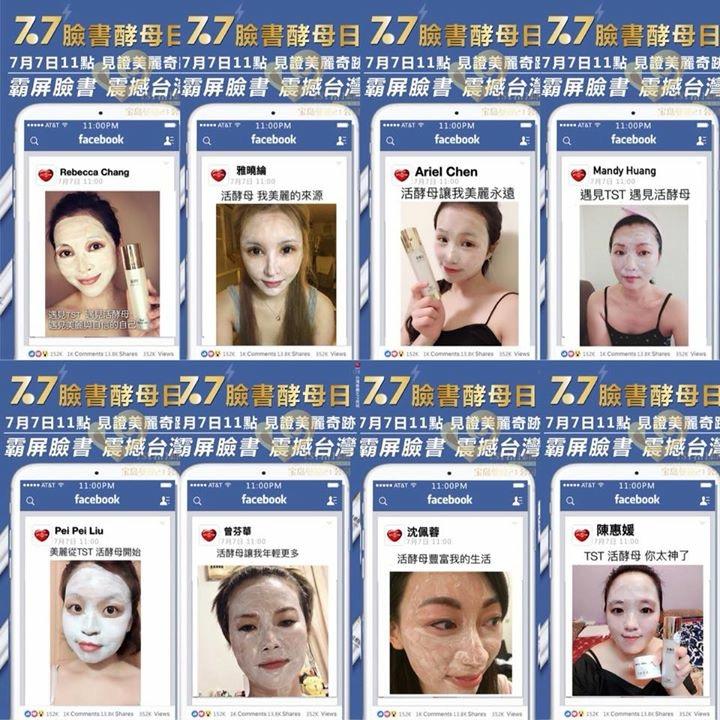 7.7臉書酵母日
7月7日11點 見證美麗奇跡
霸屏臉書 震撼台灣
AT&T 11:00PM
facebook
Rebecca Chang
7月7日 11:00
遇見TST 遇見活酵母
遇見美麗與自信的自己
152K 1K Comments 13.8K Shares 352K Views
7.7臉書酵母日
7月7日11點 見證美麗奇跡
霸屏臉書 震撼台灣
AT&T 11:00PM
facebook
雅曉綸
7月7日 11:00
活酵母 我美麗的來源
152K 1K Comments 13.8K Shares 352K Views
7.7臉書酵母日
7月7日11點 見證美麗奇跡
霸屏臉書 震撼台灣
AT&T 11:00PM
facebook
Ariel Chen
7月7日 11:00
活酵母讓我美麗永遠
152K 1K Comments 13.8K Shares 352K Views
7.7臉書酵母日
7月7日11點 見證美麗奇跡
霸屏臉書 震撼台灣
AT&T 11:00PM
facebook
Mandy Huang
7月7日 11:00
遇見TST 遇見活酵母
152K 1K Comments 13.8K Shares 352K Views
7.7臉書酵母日
7月7日11點 見證美麗奇跡
霸屏臉書 震撼台灣
AT&T 11:00PM
facebook
Pei Pei Liu
7月7日 11:00
美麗從TST 活酵母開始
152K 1K Comments 13.8K Shares 352K Views
7.7臉書酵母日
7月7日11點 見證美麗奇跡
霸屏臉書 震撼台灣
AT&T 11:00PM
facebook
曾芬華
7月7日 11:00
活酵母讓我年輕更多
152K 1K Comments 13.8K Shares 352K Views
7.7臉書酵母日
7月7日11點 見證美麗奇跡
霸屏臉書 震撼台灣
AT&T 11:00PM
facebook
沈佩蓉
7月7日 11:00
活酵母豐富我的生活
152K 1K Comments 13.8K Shares 352K Views
7.7臉書酵母日
7月7日11點 見證美麗奇跡
霸屏臉書 震撼台灣
AT&T 11:00PM
facebook
陳惠媛
7月7日 11:00
TST 活酵母 你太神了
152K 1K Comments 13.8K Shares 352K Views